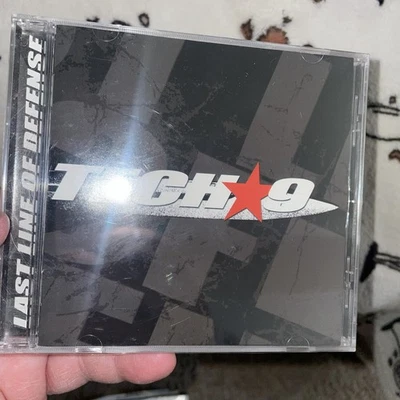 LAST LINE OF DEFENSE
TECH★9